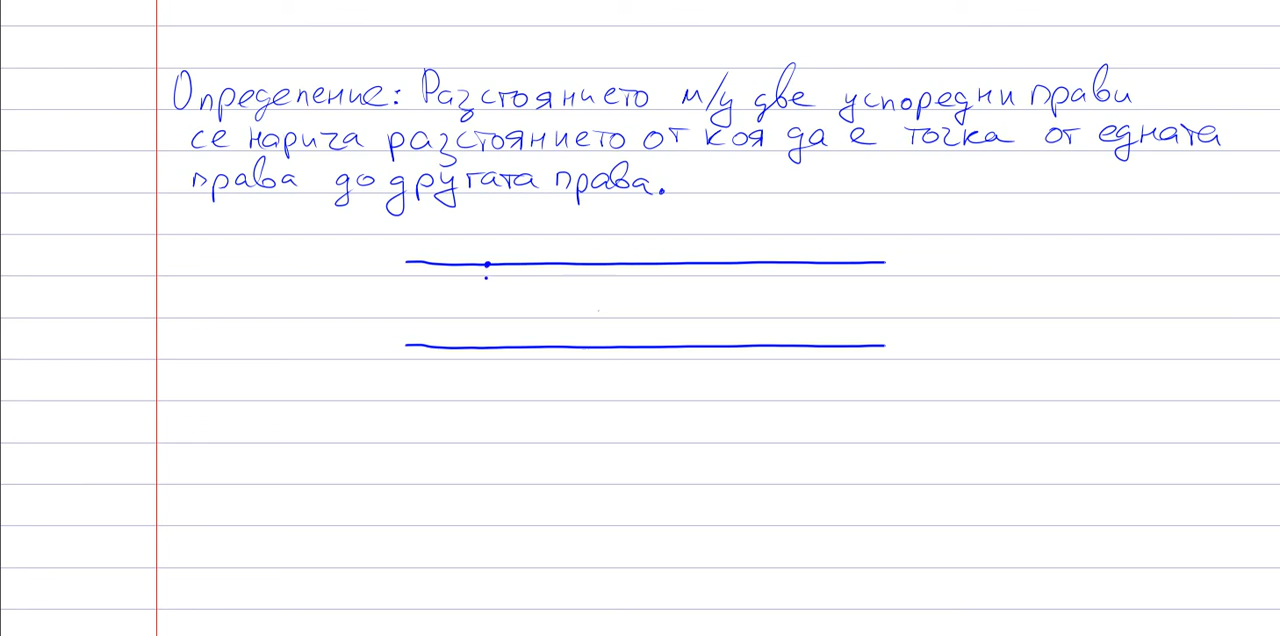 Определение: Разстоянието м/у две успоредни прави
се нарича разстоянието от коя да е точка от едната
права до другата права.